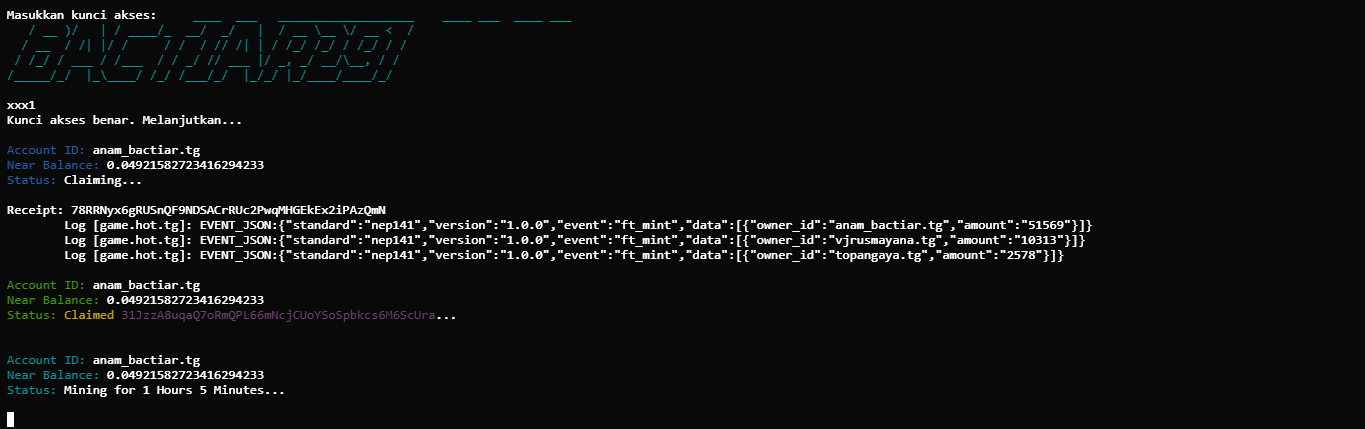 Masukkan kunci akses:
BACTIAR291
xxx1
Kunci akses benar. Melanjutkan...
Account ID: anam_bactiar.tg
Near Balance: 0.04921582723416294233
Status: Claiming...
Receipt: 78RRNyx6gRUSnQF9NDSACrRUc2PwqMHGEkEx2iPAzQmN
Log [game.hot.tg]: EVENT_JSON:{"standard":"nep141","version":"1.0.0","event":"ft_mint","data":[{"owner_id":"anam_bactiar.tg","amount":"51569"}]}
Log [game.hot.tg]: EVENT_JSON:{"standard":"nep141","version":"1.0.0","event":"ft_mint","data":[{"owner_id":"vjrusmayana.tg","amount":"10313"}]}
Log [game.hot.tg]: EVENT_JSON:{"standard":"nep141","version":"1.0.0","event":"ft_mint","data":[{"owner_id":"topangaya.tg","amount":"2578"}]}
Account ID: anam_bactiar.tg
Near Balance: 0.04921582723416294233
Status: Claimed 31JzzA8uqaQ7oRmQPL66mNcjCUoYSoSpbkcs6M6ScUra...
Account ID: anam_bactiar.tg
Near Balance: 0.04921582723416294233
Status: Mining for 1 Hours 5 Minutes...